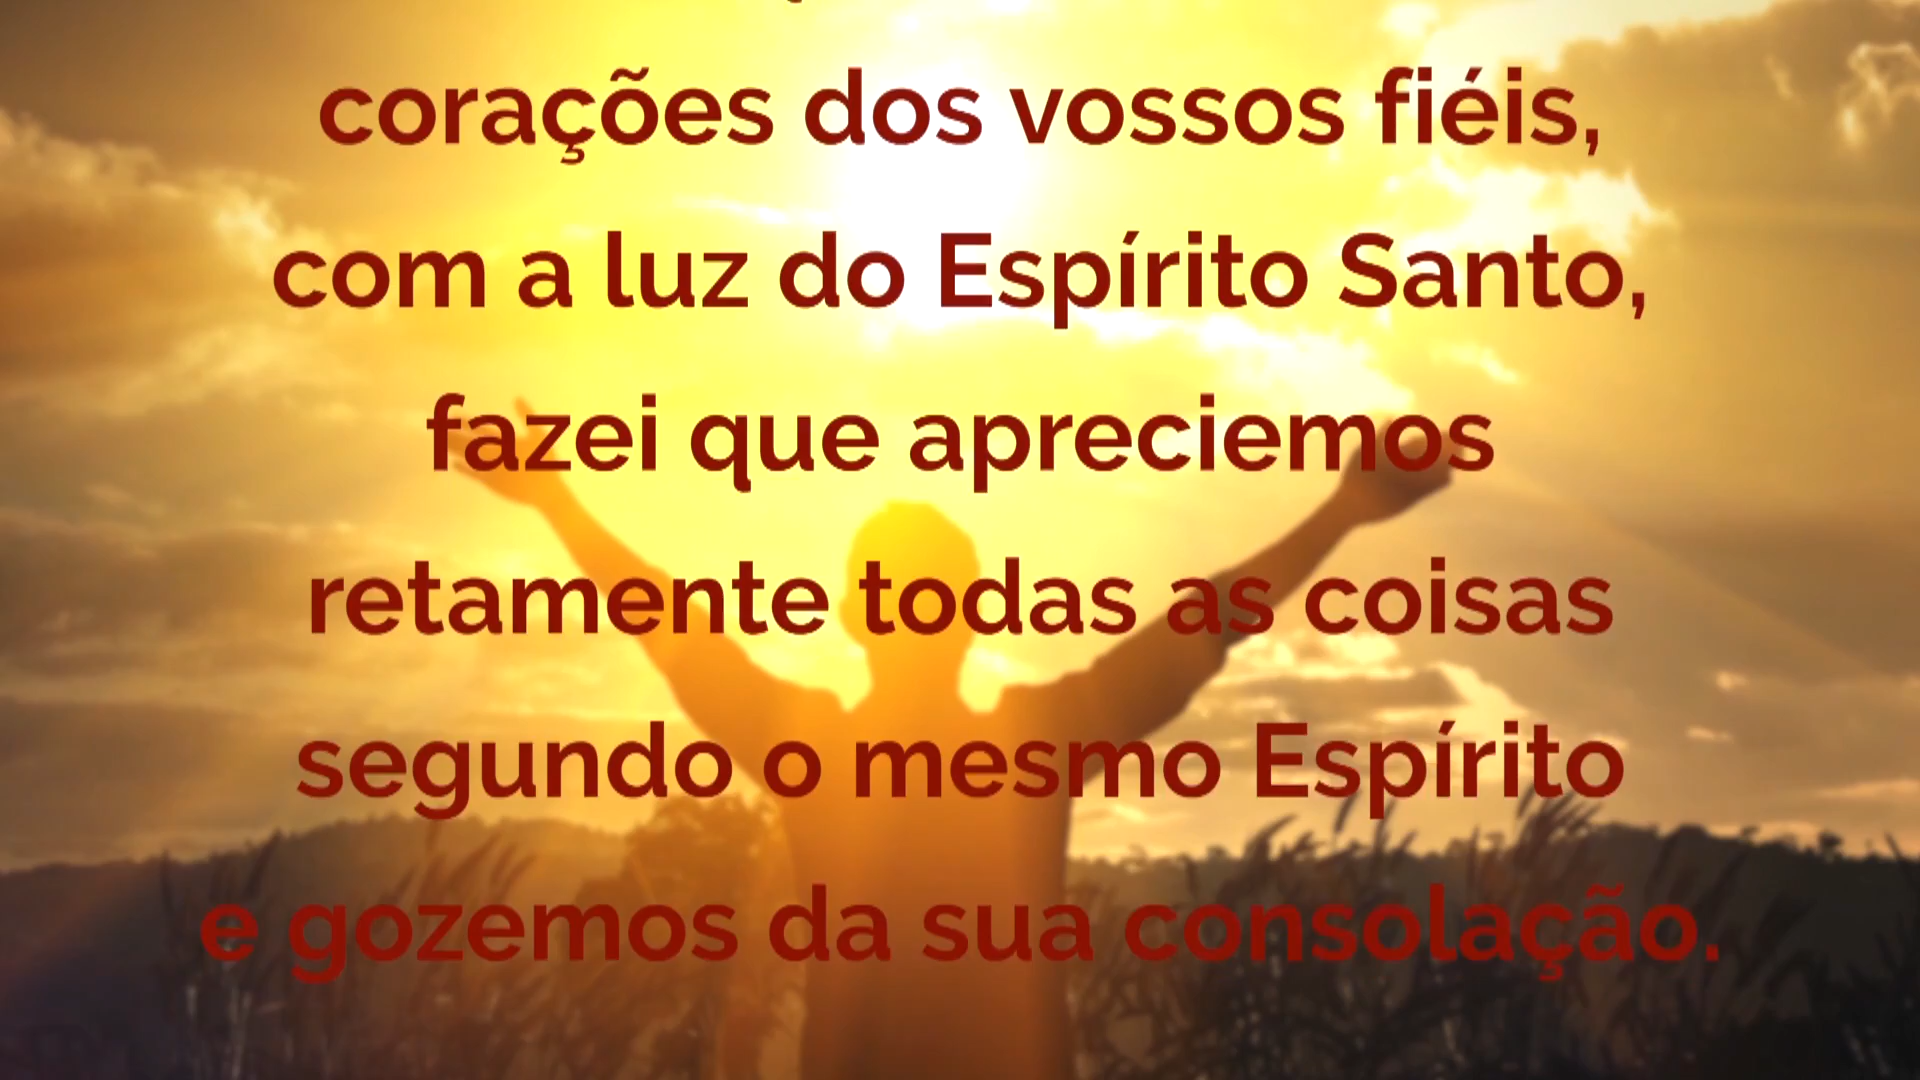 corações dos vossos fiéis,
com a luz do Espírito Santo,
fazei que apreciemos
retamente todas as coisas
segundo o mesmo Espírito
e gozemos da sua consolação.